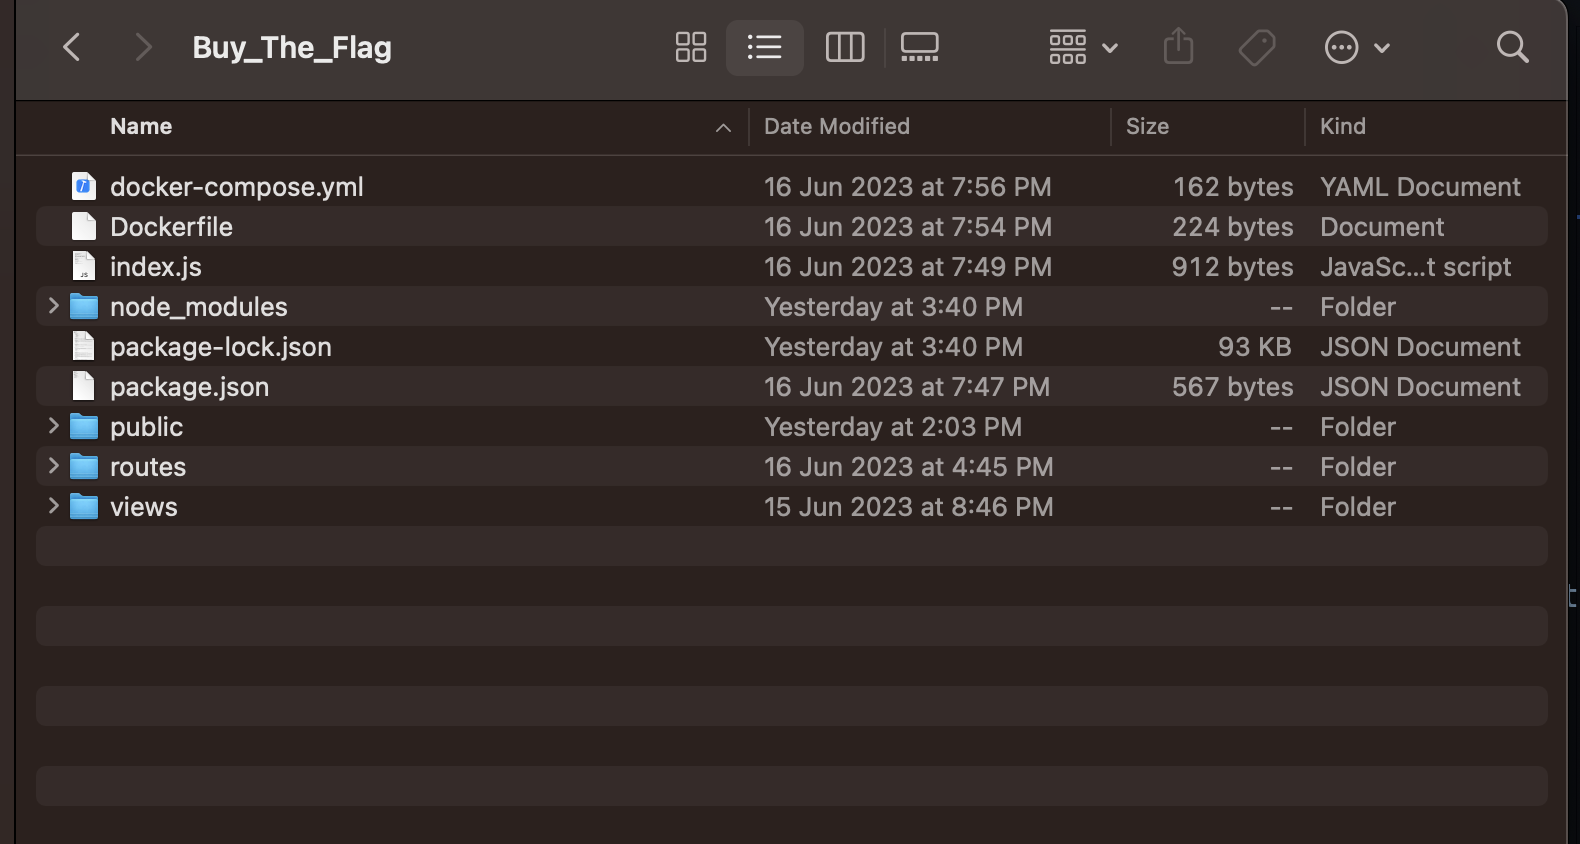 Buy_The_Flag
Name Date Modified Size Kind
docker-compose.yml 16 Jun 2023 at 7:56 PM 162 bytes YAML Document
Dockerfile 16 Jun 2023 at 7:54 PM 224 bytes Document
JS index.js 16 Jun 2023 at 7:49 PM 912 bytes JavaSc...t script
node_modules Yesterday at 3:40 PM -- Folder
package-lock.json Yesterday at 3:40 PM 93 KB JSON Document
package.json 16 Jun 2023 at 7:47 PM 567 bytes JSON Document
public Yesterday at 2:03 PM -- Folder
routes 16 Jun 2023 at 4:45 PM -- Folder
views 15 Jun 2023 at 8:46 PM -- Folder
t